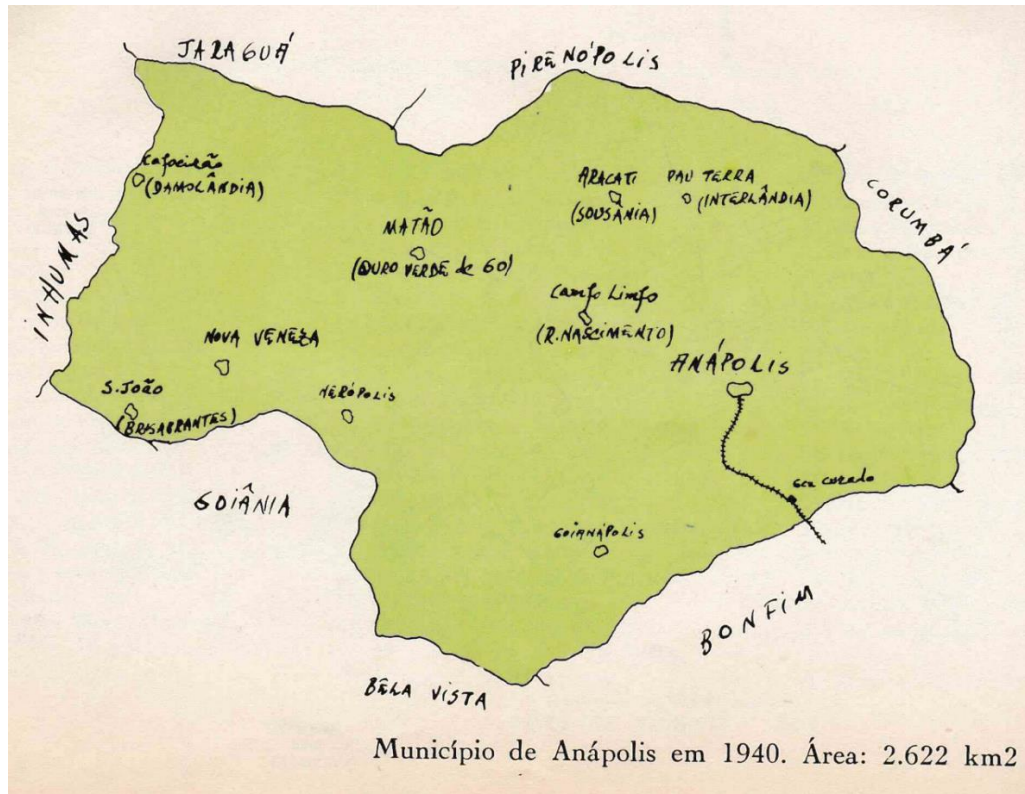 JARAGUÁ
PIRENÓPOLIS
CORUMBÁ
INHUMAS
(DAMOLÂNDIA)
MATÃO
(OURO VERDE de GO)
ARACATI
(SOUSÂNIA)
PAU TERRA
(INTERLÂNDIA)
Campo Limpo
(R. NASCIMENTO)
NOVA VENEZA
S. João
(BRASABRANTES)
NERÓPOLIS
ANÁPOLIS
curado
GOIÂNIA
GOIANÁPOLIS
BONFIM
BELA VISTA
Município de Anápolis em 1940. Área: 2.622 km2